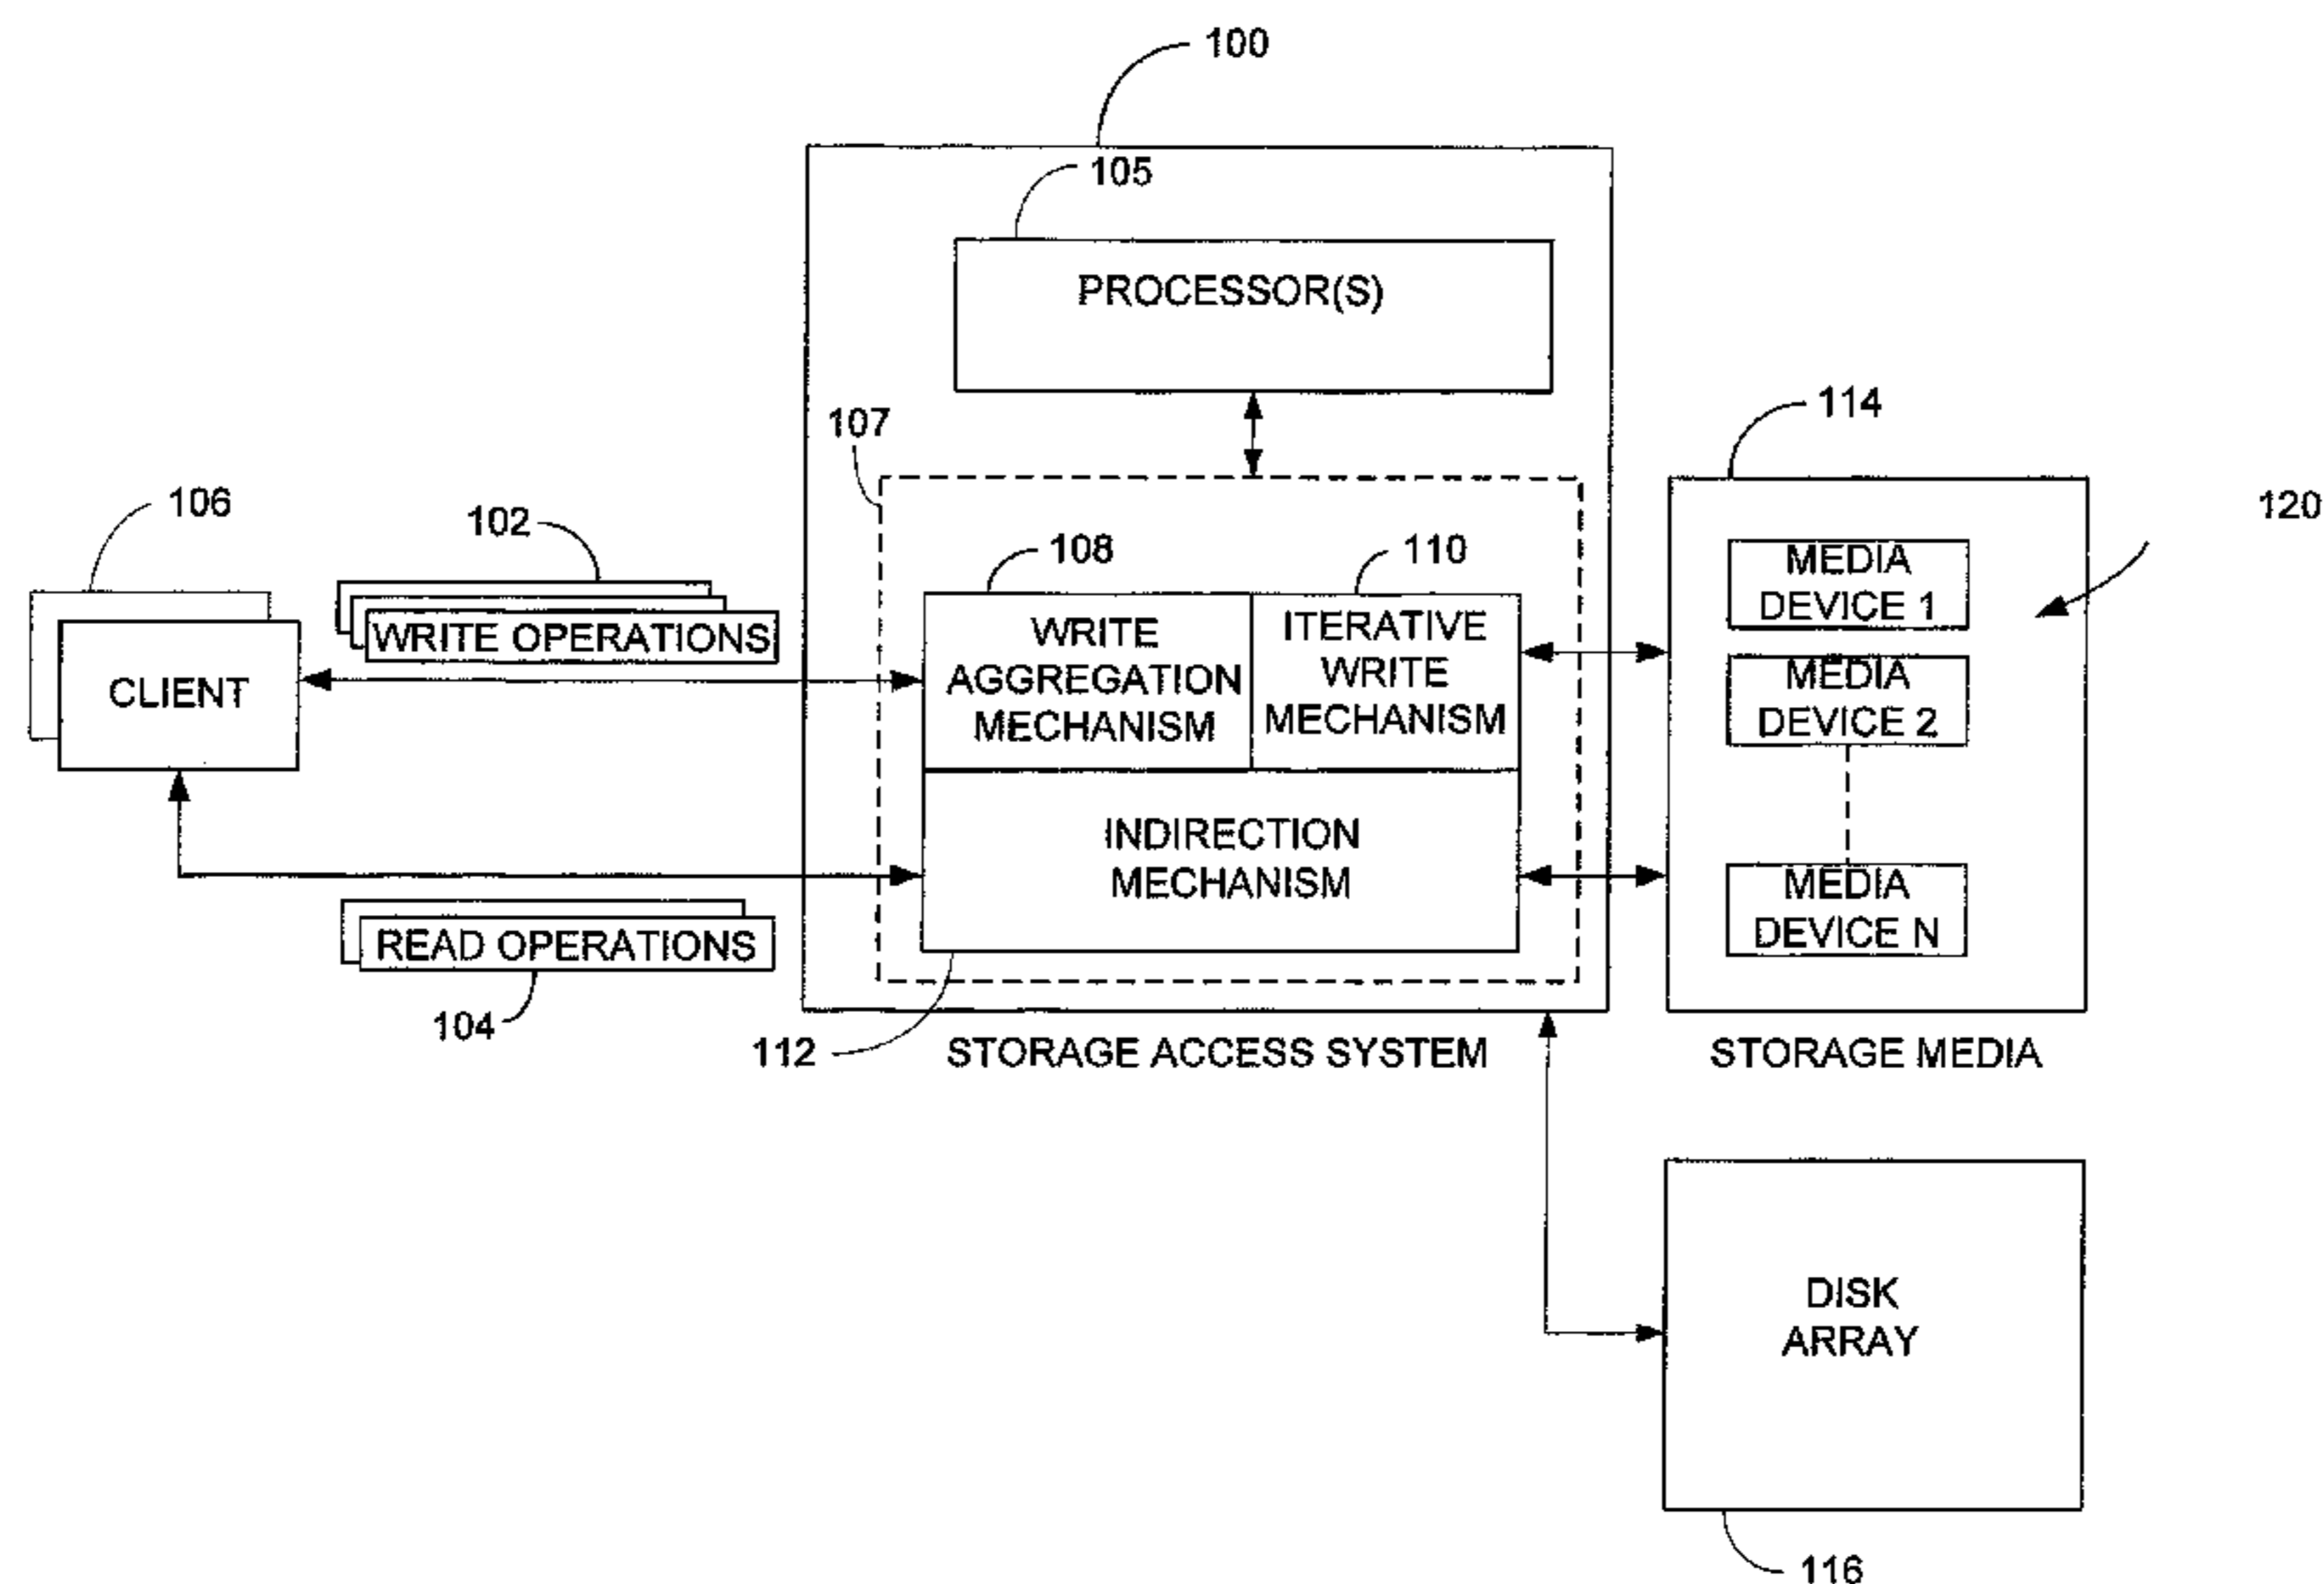 100
105
PROCESSOR(S)
107
114
106
102
120
108
110
MEDIA
DEVICE 1
WRITE OPERATIONS
WRITE
AGGREGATION
MECHANISM
ITERATIVE
WRITE
MECHANISM
CLIENT
MEDIA
DEVICE 2
INDIRECTION
MECHANISM
MEDIA
DEVICE N
READ OPERATIONS
104
112
STORAGE ACCESS SYSTEM
STORAGE MEDIA
DISK
ARRAY
116